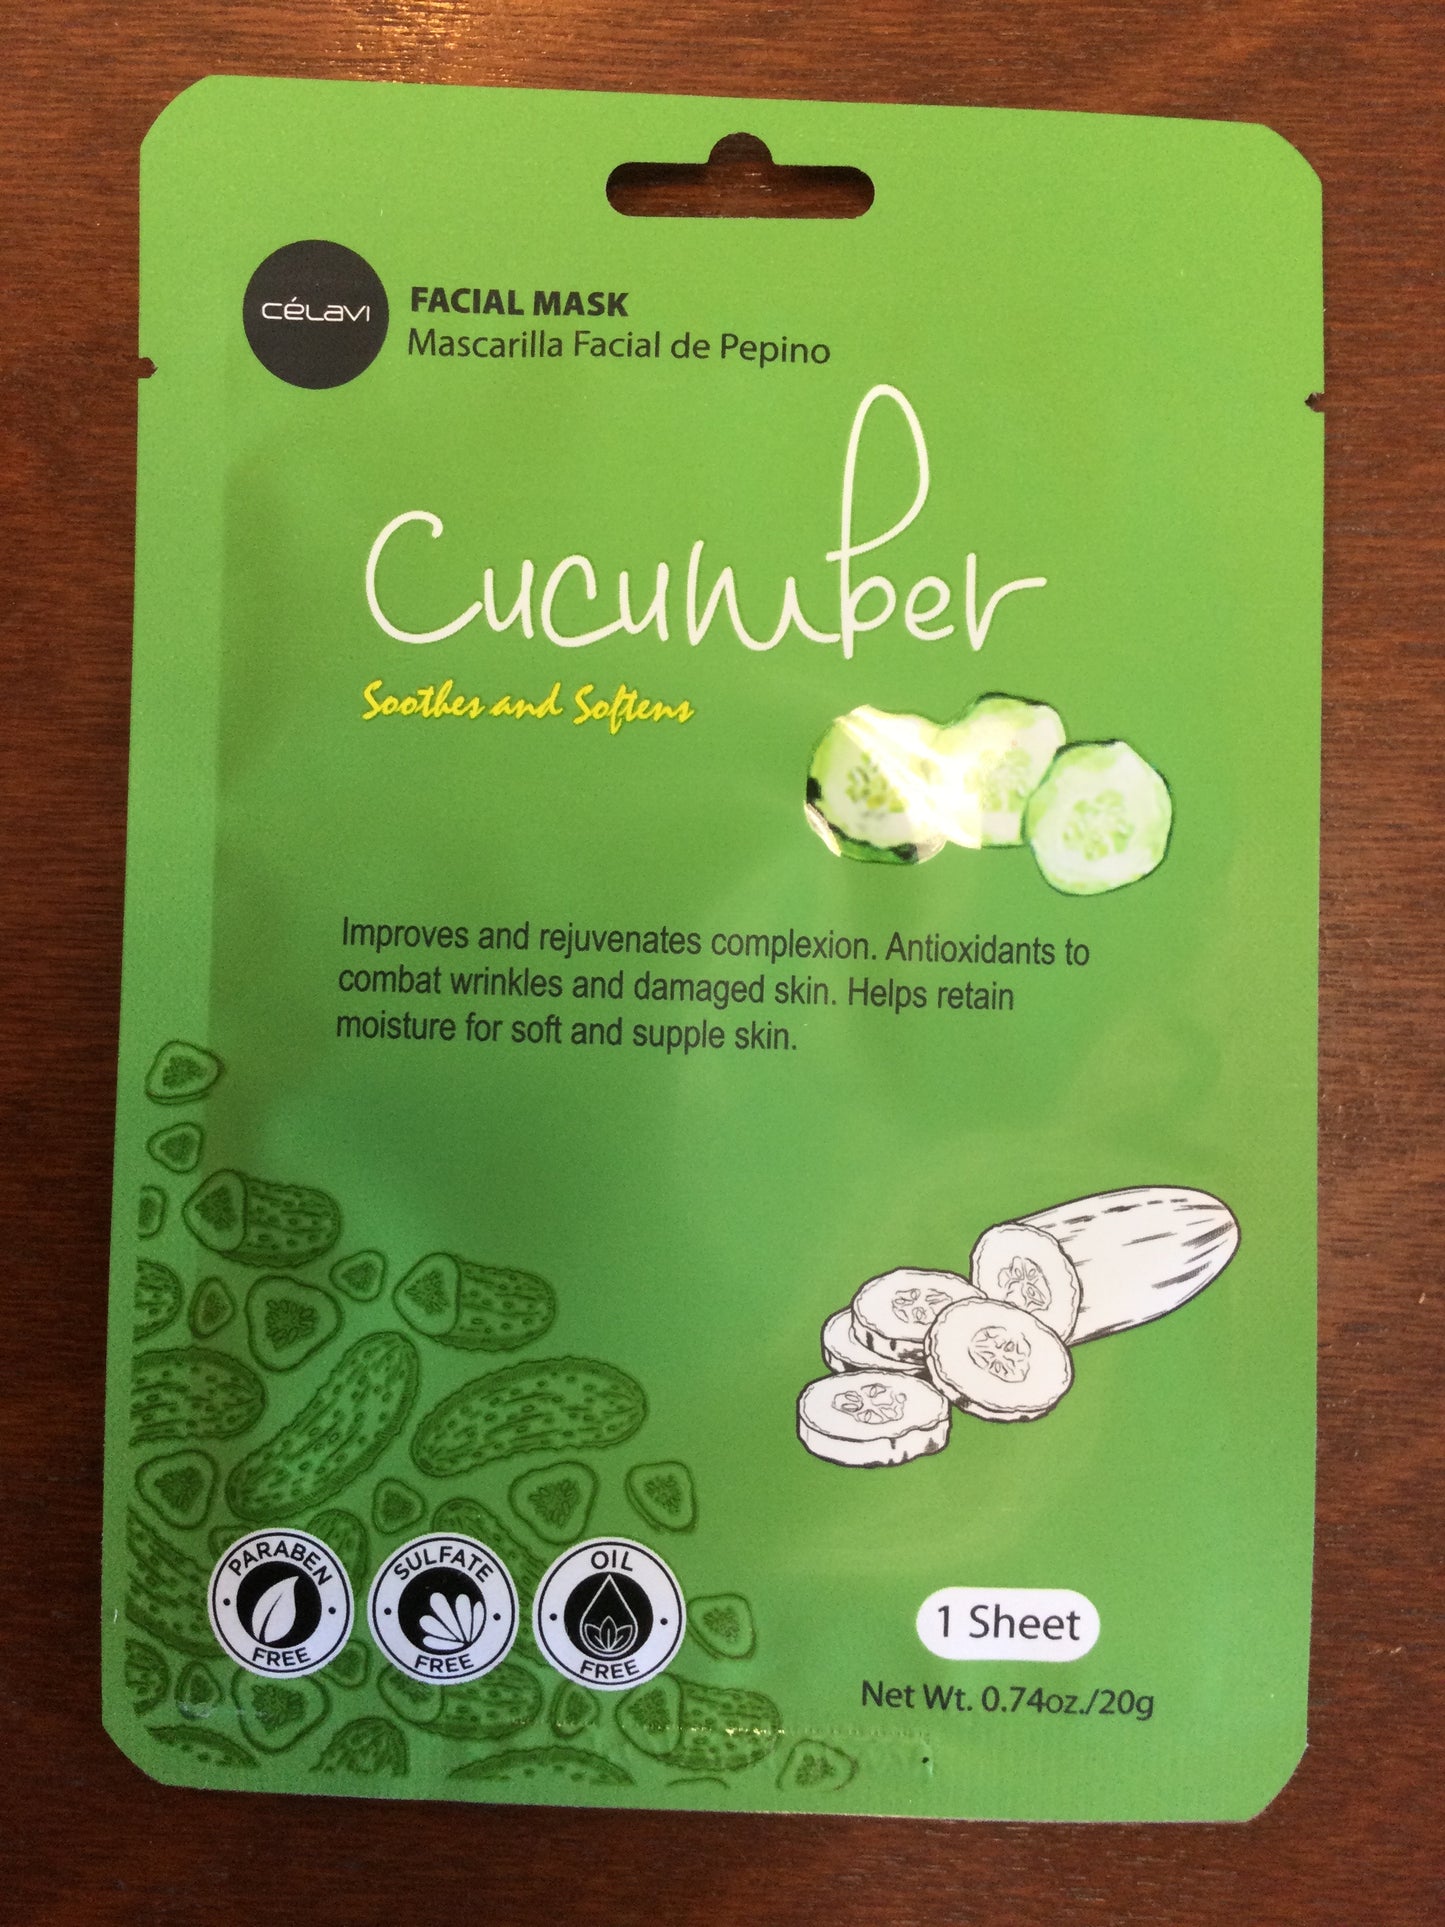 CÉLAVI
FACIAL MASK
Mascarilla Facial de Pepino
Cucumber
Soothes and Softens
Improves and rejuvenates complexion. Antioxidants to
combat wrinkles and damaged skin. Helps retain
moisture for soft and supple skin.
PARABEN
FREE
SULFATE
FREE
OIL
FREE
1 Sheet
Net Wt. 0.74oz./20g